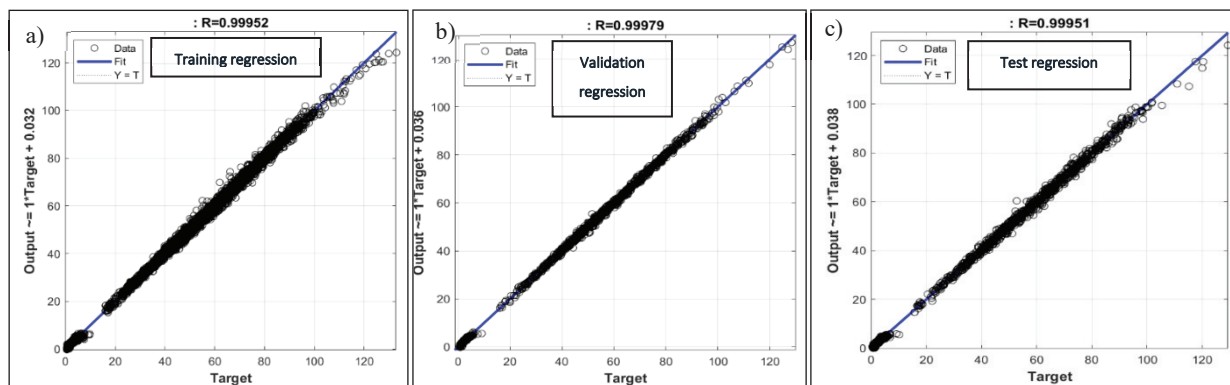 a)
: R=0.99952
Data
Fit
Y = T
Training regression
Output ~= 1*Target + 0.032
120
100
80
60
40
20
0
0 20 40 60 80 100 120
Target
b)
: R=0.99979
Data
Fit
Y = T
Validation
regression
Output ~= 1*Target + 0.036
120
100
80
60
40
20
0
0 20 40 60 80 100 120
Target
c)
: R=0.99951
Data
Fit
Y = T
Test regression
Output ~= 1*Target + 0.038
120
100
80
60
40
20
0
0 20 40 60 80 100 120
Target